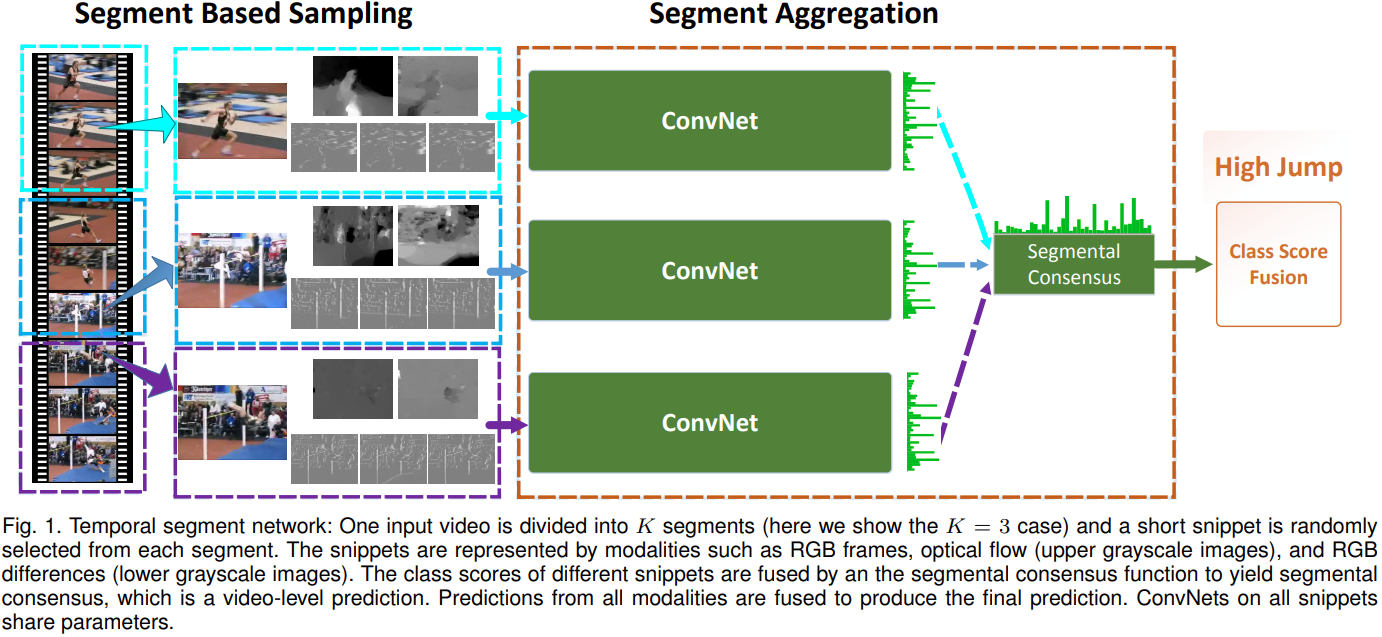 Segment Based Sampling
Segment Aggregation
ConvNet
ConvNet
ConvNet
Segmental
Consensus
High Jump
Class Score
Fusion
Fig. 1. Temporal segment network: One input video is divided into K segments (here we show the K = 3 case) and a short snippet is randomly
selected from each segment. The snippets are represented by modalities such as RGB frames, optical flow (upper grayscale images), and RGB
differences (lower grayscale images). The class scores of different snippets are fused by an the segmental consensus function to yield segmental
consensus, which is a video-level prediction. Predictions from all modalities are fused to produce the final prediction. ConvNets on all snippets
share parameters.